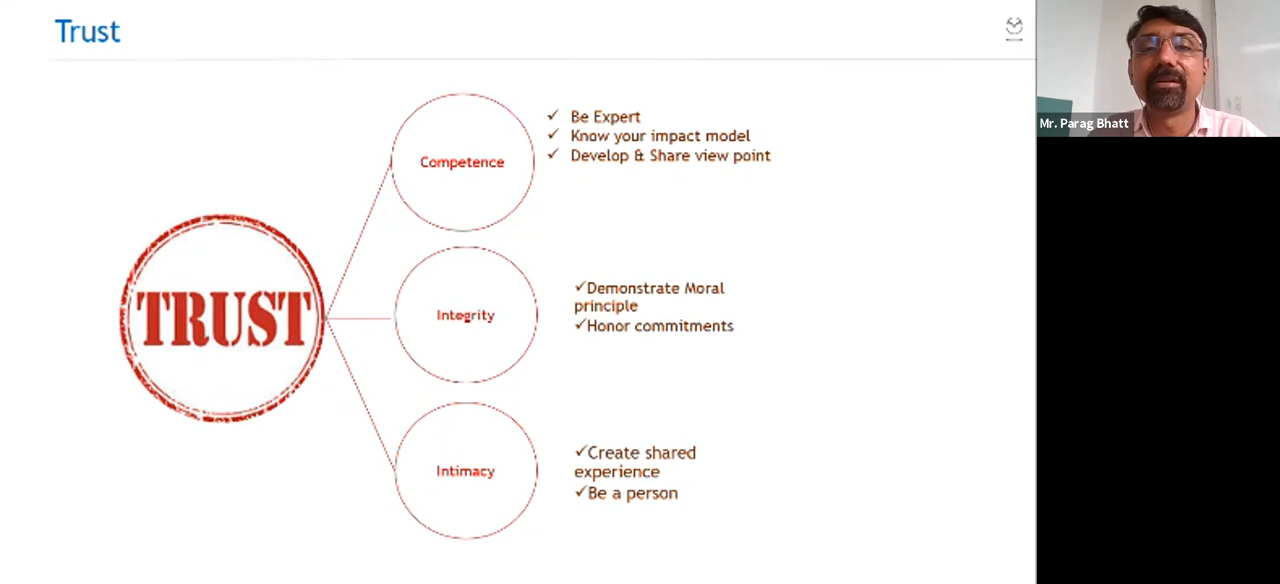 Trust
Mr. Parag Bhatt
✓ Be Expert
✓ Know your impact model
✓ Develop & Share view point
Competence
TRUST
Integrity
✓Demonstrate Moral
principle
✓Honor commitments
Intimacy
✓Create shared
experience
✓Be a person